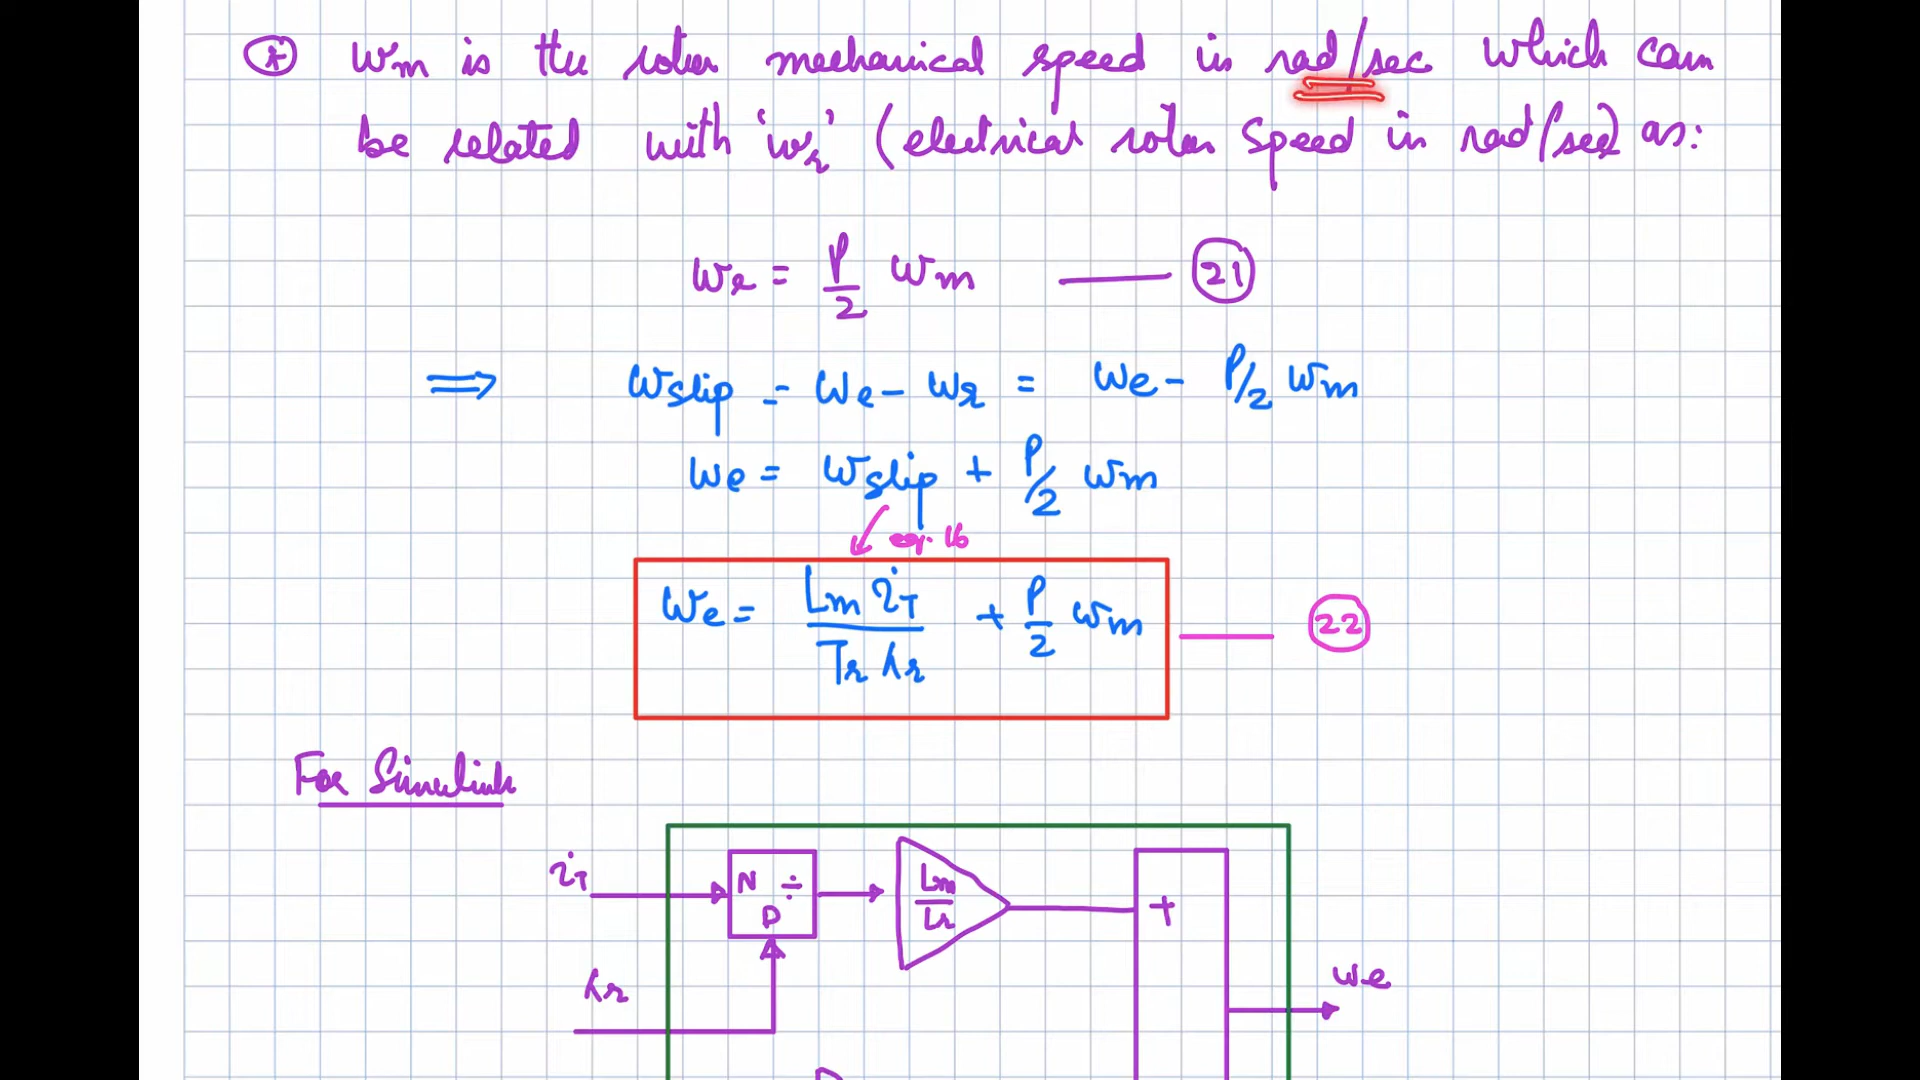 * ωm is the rotor mechanical speed in rad/sec which can
be related with 'ωr' (electrical rotor speed in rad/sec) as:
ωr = P/2 ωm —— 21
⟹ ωslip = ωe - ωr = ωe - P/2 ωm
ωe = ωslip + P/2 ωm
eq. 16
ωe = Lm iT / Tr λr + P/2 ωm —— 22
For Simulink
iT N ÷ D Lm/Lr +
λr
ωe